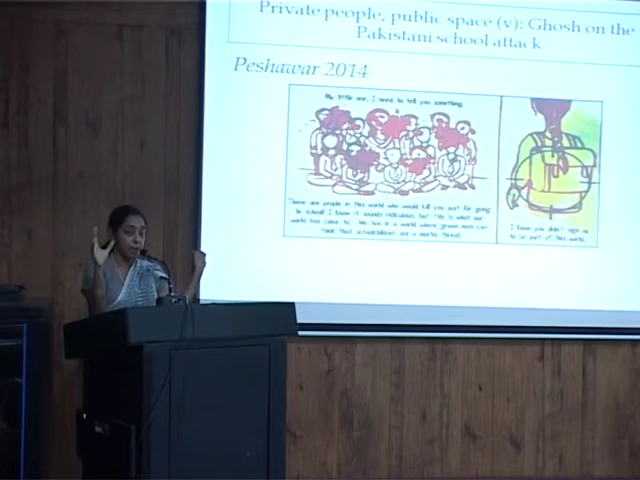 Private people, public space (v): Ghosh on the
Pakistani school attack
Peshawar 2014
My little one, I need to tell you something,
There are people in this world who would kill you just for going
to school! I know it sounds ridiculous, but this is what our
world has come to. We live in a world where grown men can
think that schoolchildren are a threat.
I know you didn't sign up
to be part of this world.